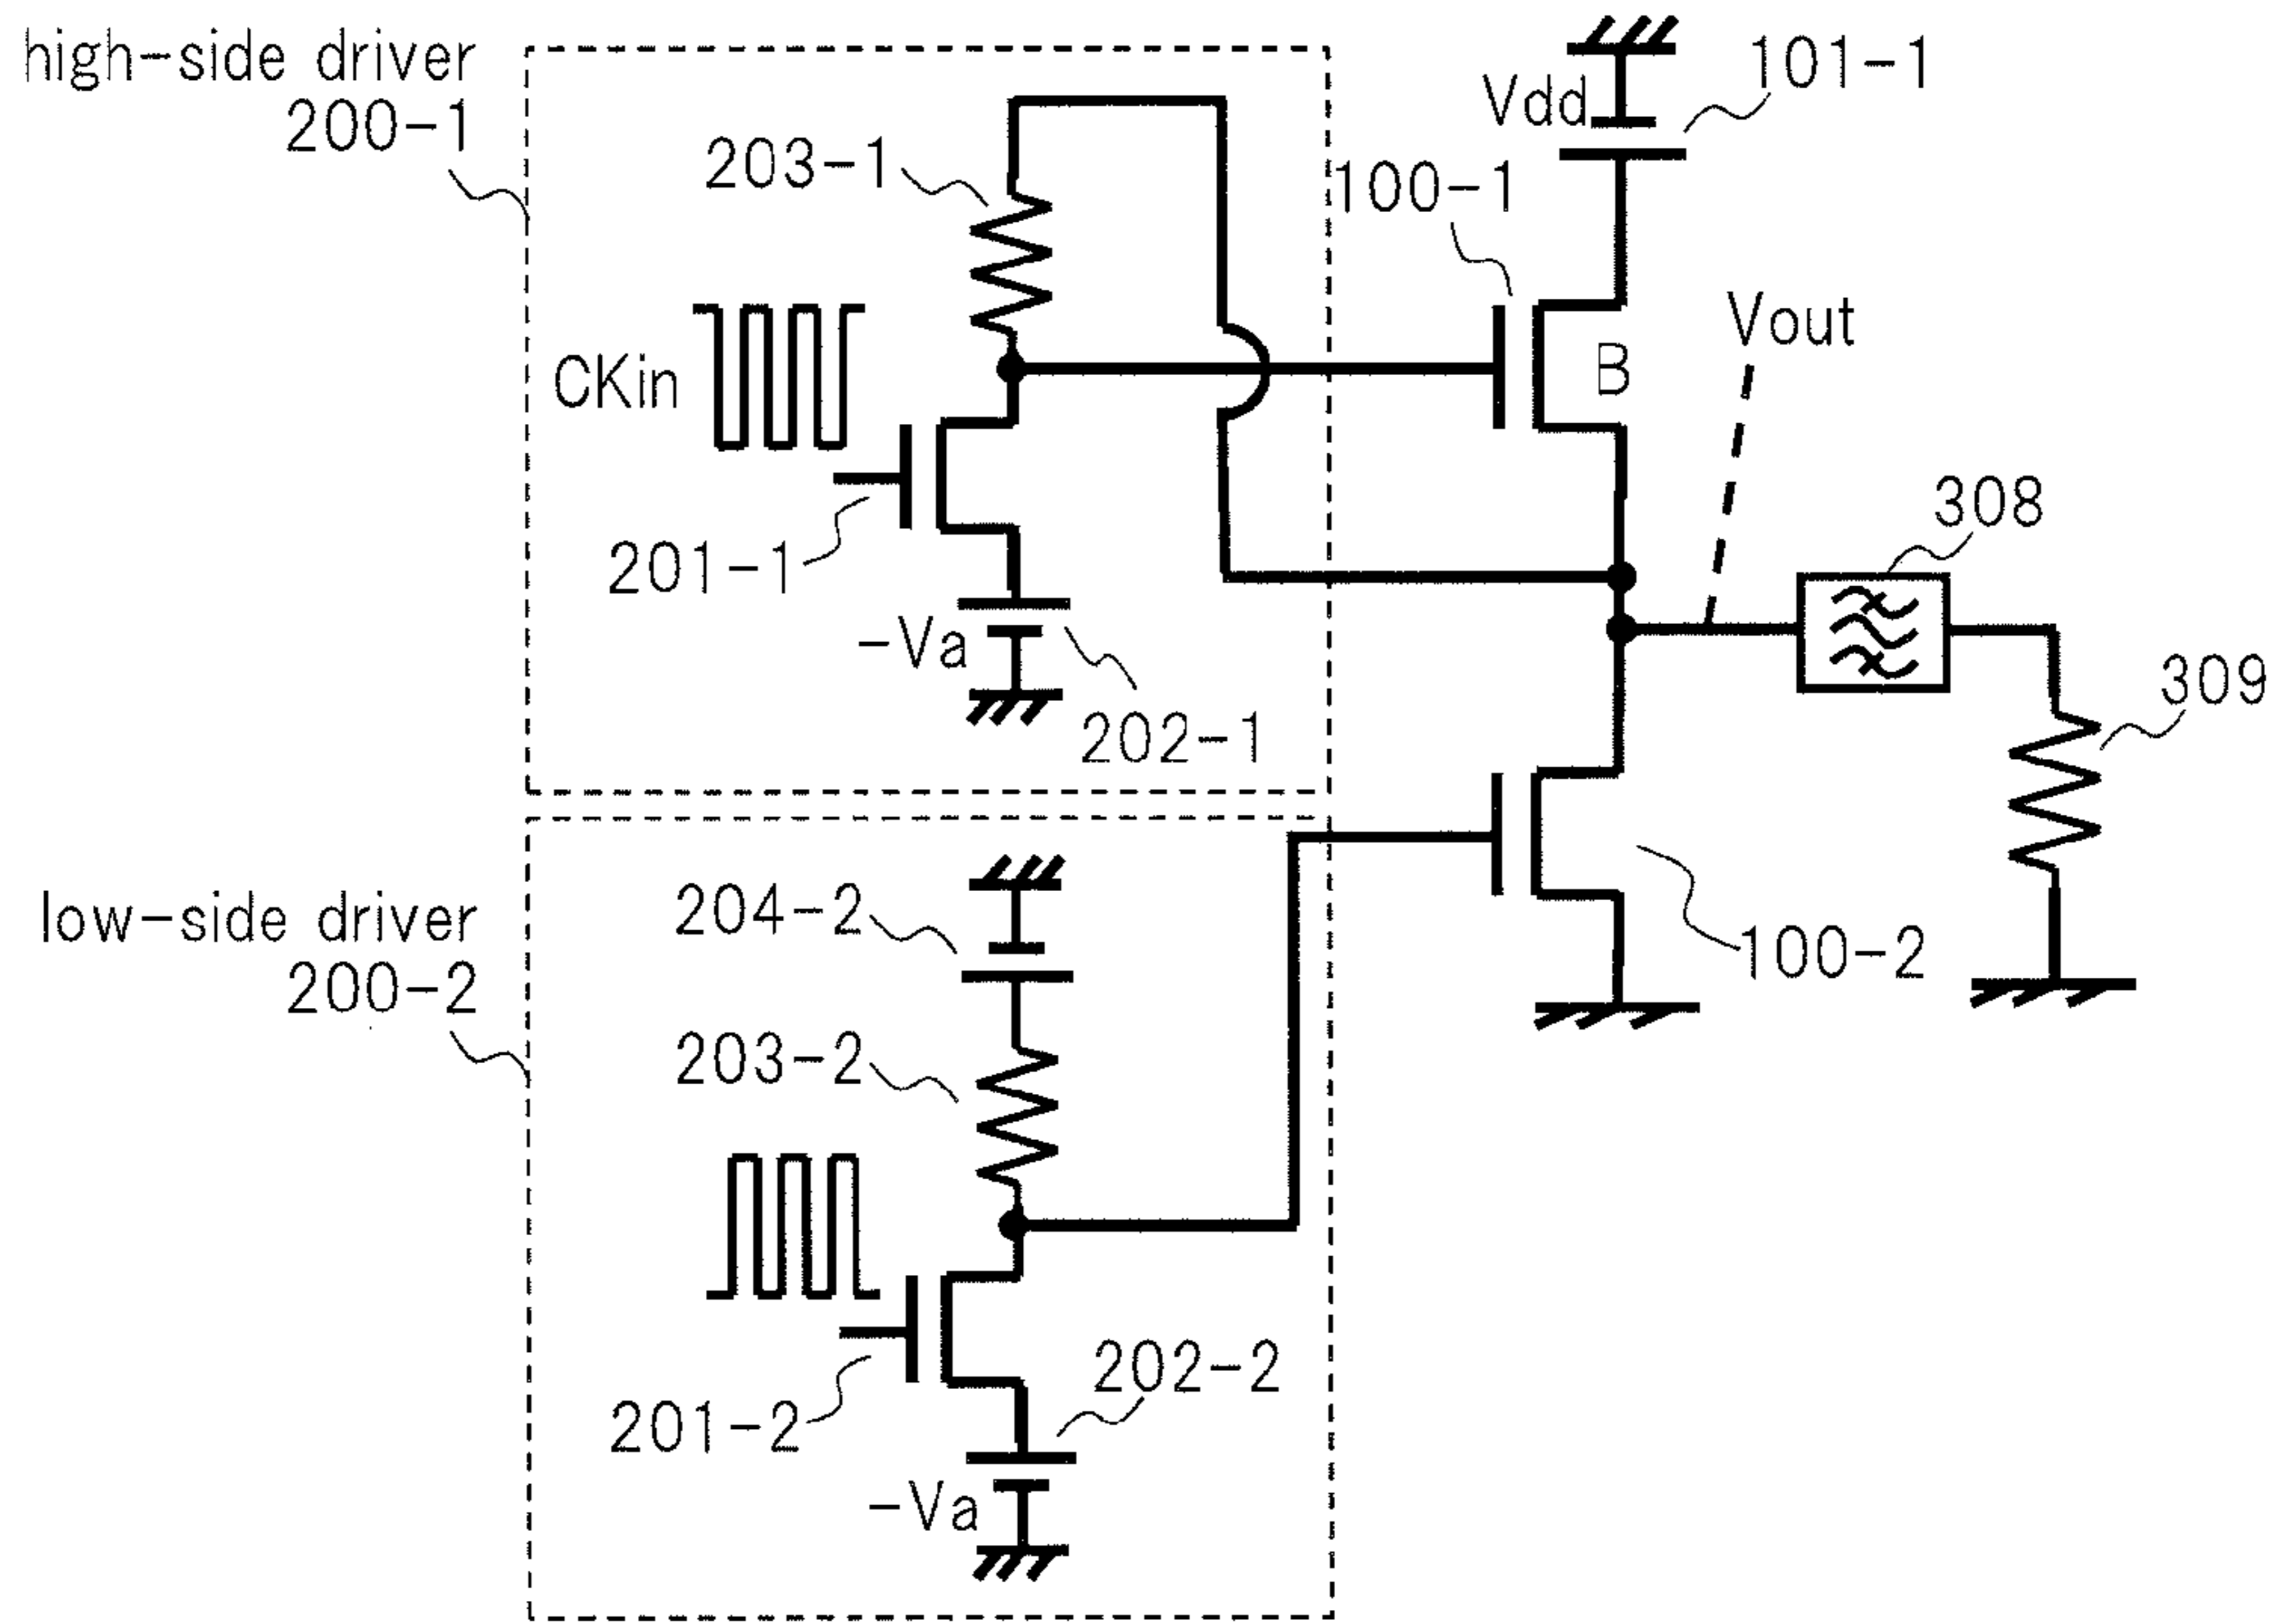 high-side driver
200-1
203-1
CKin
201-1
-Va
202-1
Vdd
101-1
100-1
B
Vout
308
309
100-2
low-side driver
200-2
204-2
203-2
201-2
202-2
-Va